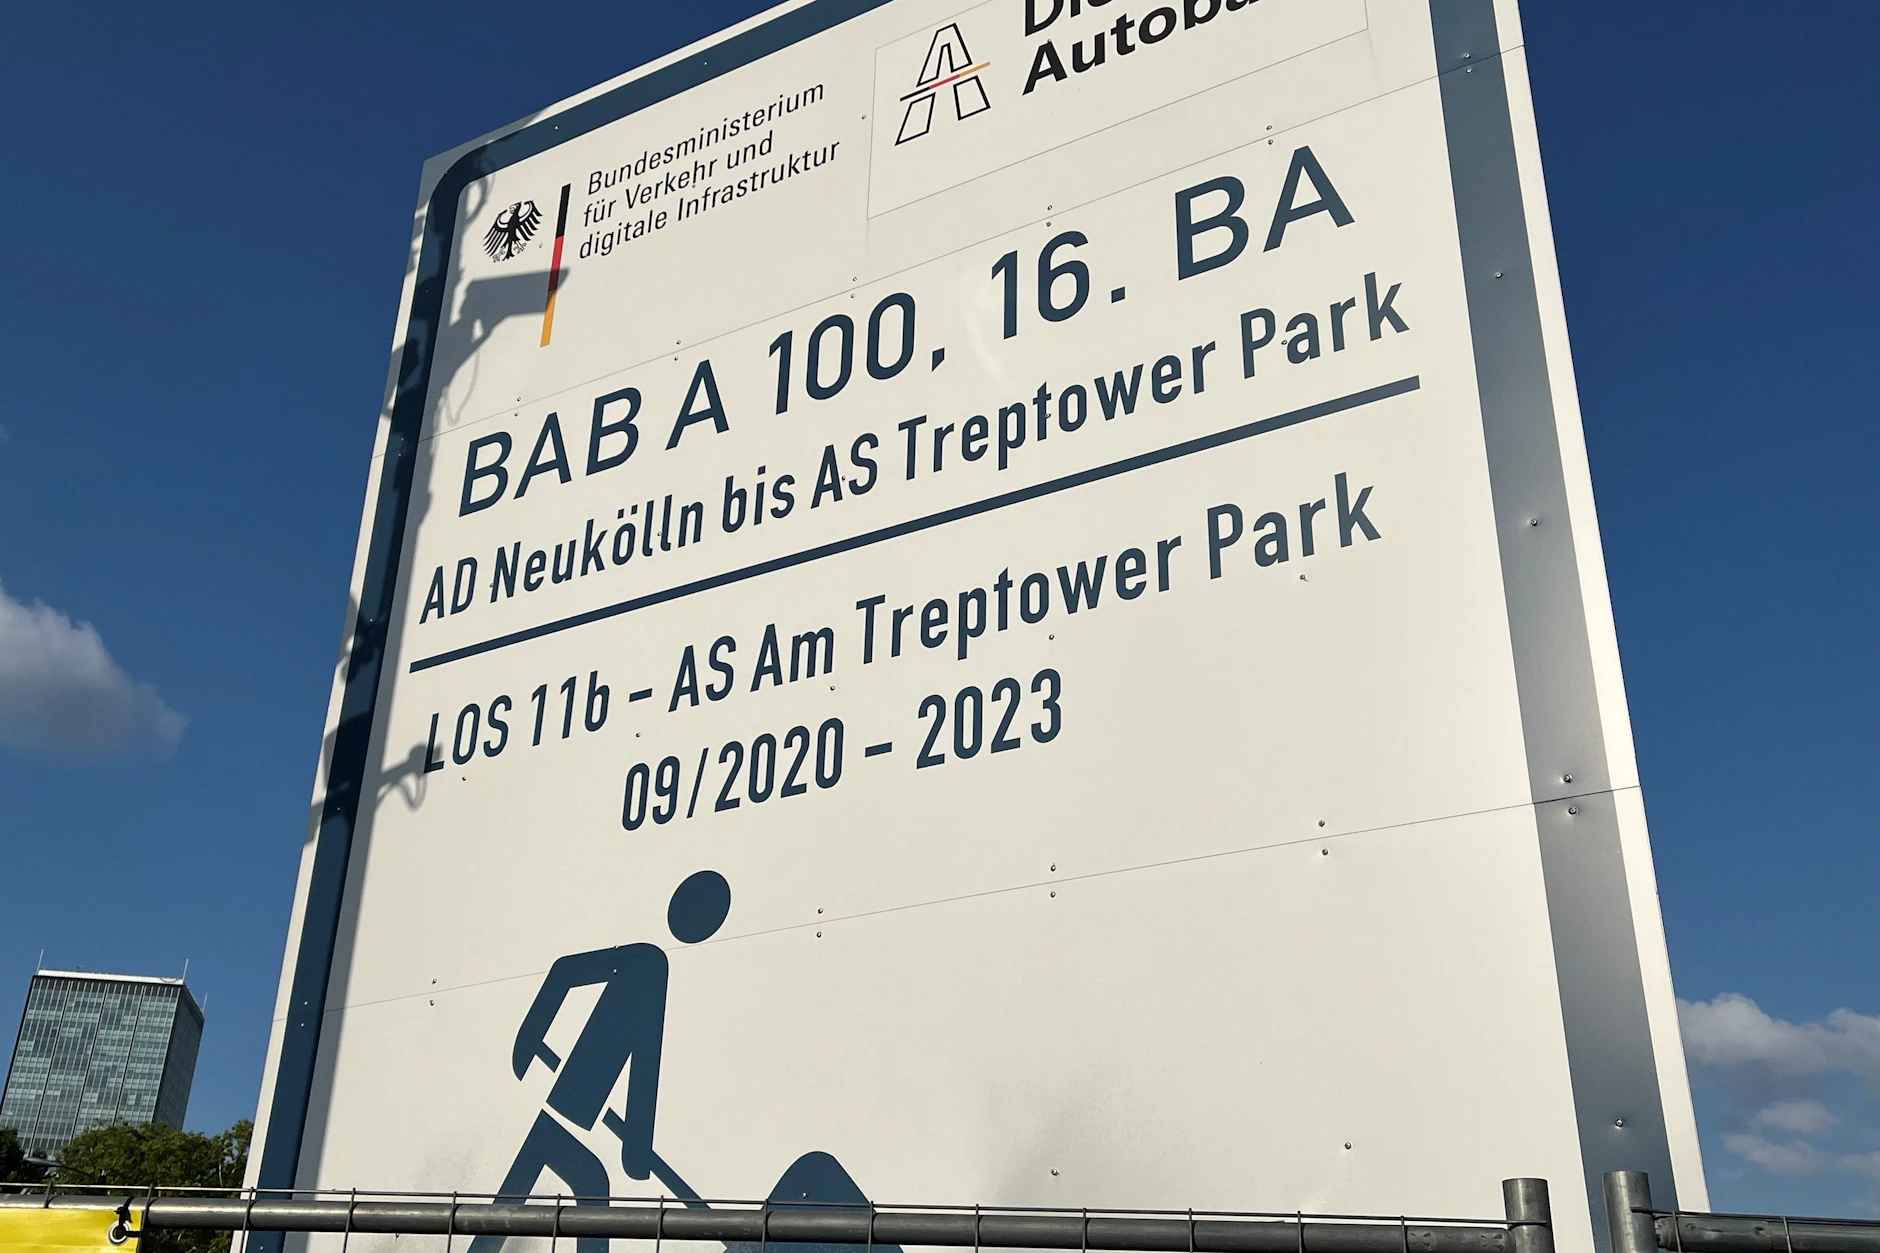 Bundesministerium
für Verkehr und
digitale Infrastruktur
BAB A 100, 16. BA
AD Neukölln bis AS Treptower Park
LOS 11b – AS Am Treptower Park
09/2020 – 2023